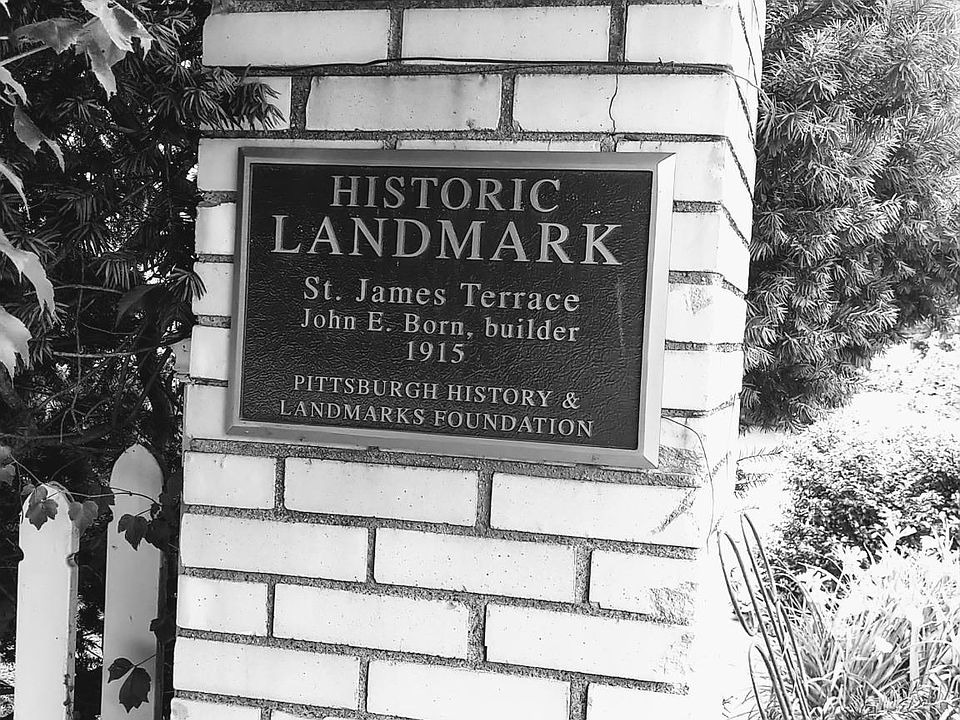 HISTORIC
LANDMARK
St. James Terrace
John E. Born, builder
1915
PITTSBURGH HISTORY &
LANDMARKS FOUNDATION